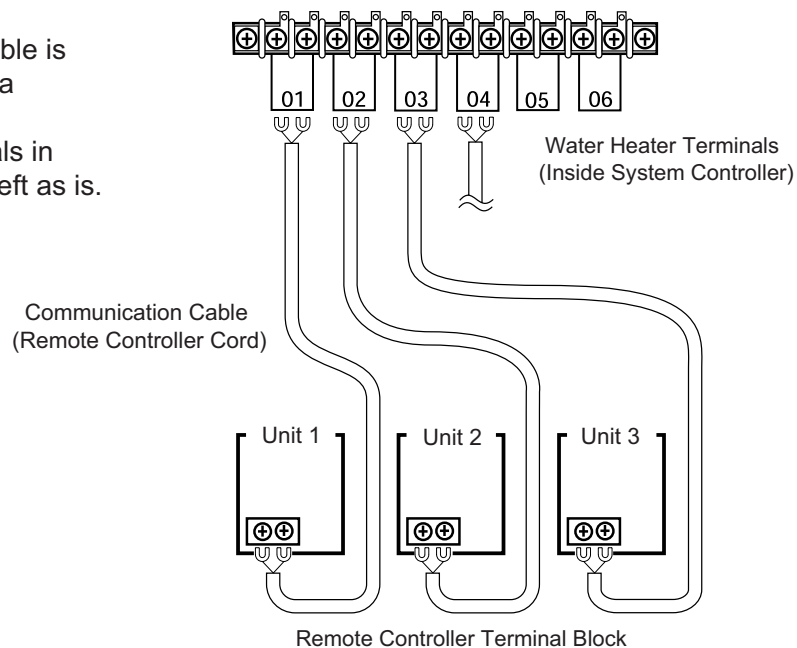 ble is
a
als in
eft as is.
01 02 03 04 05 06
Water Heater Terminals
(Inside System Controller)
Communication Cable
(Remote Controller Cord)
Unit 1 Unit 2 Unit 3
Remote Controller Terminal Block